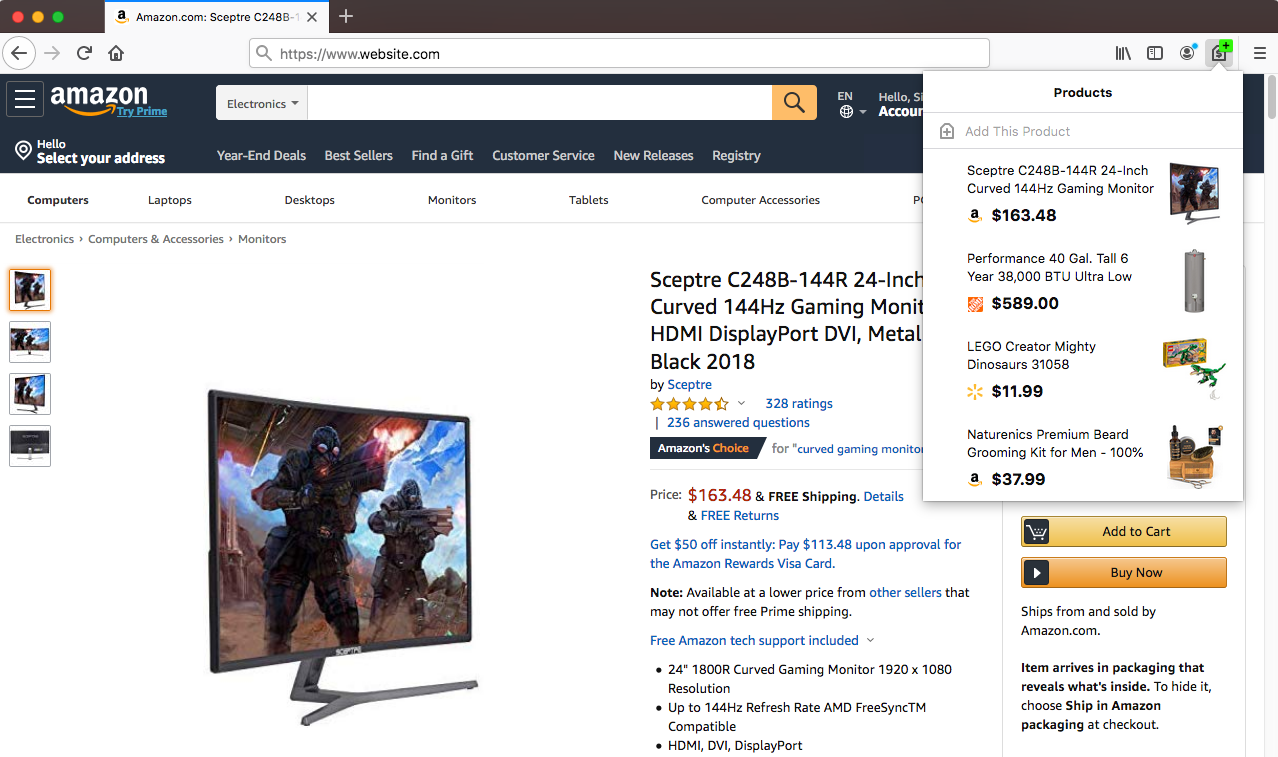 Amazon.com: Sceptre C248B-1
https://www.website.com
amazon
Try Prime
Electronics
EN
Hello, Si
Accoun
Hello
Select your address
Year-End Deals
Best Sellers
Find a Gift
Customer Service
New Releases
Registry
Computers
Laptops
Desktops
Monitors
Tablets
Computer Accessories
Electronics › Computers & Accessories › Monitors
Sceptre C248B-144R 24-Inch
Curved 144Hz Gaming Monit
HDMI DisplayPort DVI, Metal
Black 2018
by Sceptre
328 ratings
| 236 answered questions
Amazon's Choice for "curved gaming monitor
Price: $163.48 & FREE Shipping. Details
& FREE Returns
Get $50 off instantly: Pay $113.48 upon approval for
the Amazon Rewards Visa Card.
Note: Available at a lower price from other sellers that
may not offer free Prime shipping.
Free Amazon tech support included
• 24" 1800R Curved Gaming Monitor 1920 x 1080
Resolution
• Up to 144Hz Refresh Rate AMD FreeSyncTM
Compatible
• HDMI, DVI, DisplayPort
SCEPTRE
Products
Add This Product
Sceptre C248B-144R 24-Inch
Curved 144Hz Gaming Monitor
a $163.48
Performance 40 Gal. Tall 6
Year 38,000 BTU Ultra Low
$589.00
LEGO Creator Mighty
Dinosaurs 31058
$11.99
Naturenics Premium Beard
Grooming Kit for Men - 100%
a $37.99
Add to Cart
Buy Now
Ships from and sold by
Amazon.com.
Item arrives in packaging that
reveals what's inside. To hide it,
choose Ship in Amazon
packaging at checkout.